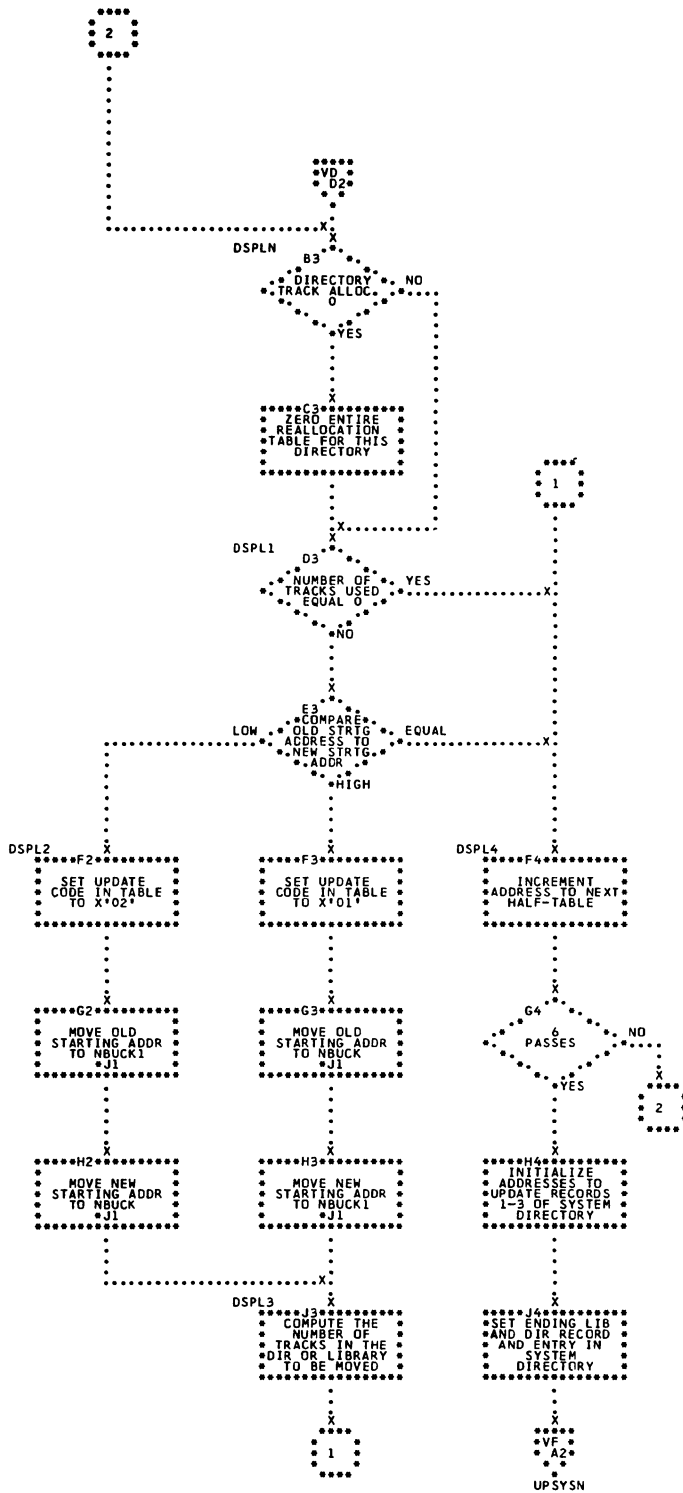 2
VD
D2
DSPLN
B3
DIRECTORY
TRACK ALLOC.
0
NO
YES
C3
ZERO ENTIRE
REALLOCATION
TABLE FOR THIS
DIRECTORY
1
DSPL1
D3
NUMBER OF
TRACKS USED
EQUAL 0
YES
NO
E3
COMPARE
OLD STRTG
ADDRESS TO
NEW STRTG
ADDR
LOW
EQUAL
HIGH
DSPL2
F2
SET UPDATE
CODE IN TABLE
TO X'02'
F3
SET UPDATE
CODE IN TABLE
TO X'01'
DSPL4
F4
INCREMENT
ADDRESS TO NEXT
HALF-TABLE
G2
MOVE OLD
STARTING ADDR
TO NBUCK1
*J1
G3
MOVE OLD
STARTING ADDR
TO NBUCK
*J1
G4
6
PASSES
NO
YES
2
H2
MOVE NEW
STARTING ADDR
TO NBUCK
*J1
H3
MOVE NEW
STARTING ADDR
TO NBUCK1
*J1
H4
INITIALIZE
ADDRESSES TO
UPDATE RECORDS
1-3 OF SYSTEM
DIRECTORY
DSPL3
J3
COMPUTE THE
NUMBER OF
TRACKS IN THE
DIR OR LIBRARY
TO BE MOVED
J4
SET ENDING LIB
AND DIR RECORD
AND ENTRY IN
SYSTEM
DIRECTORY
1
VF
A2
UPSYSN